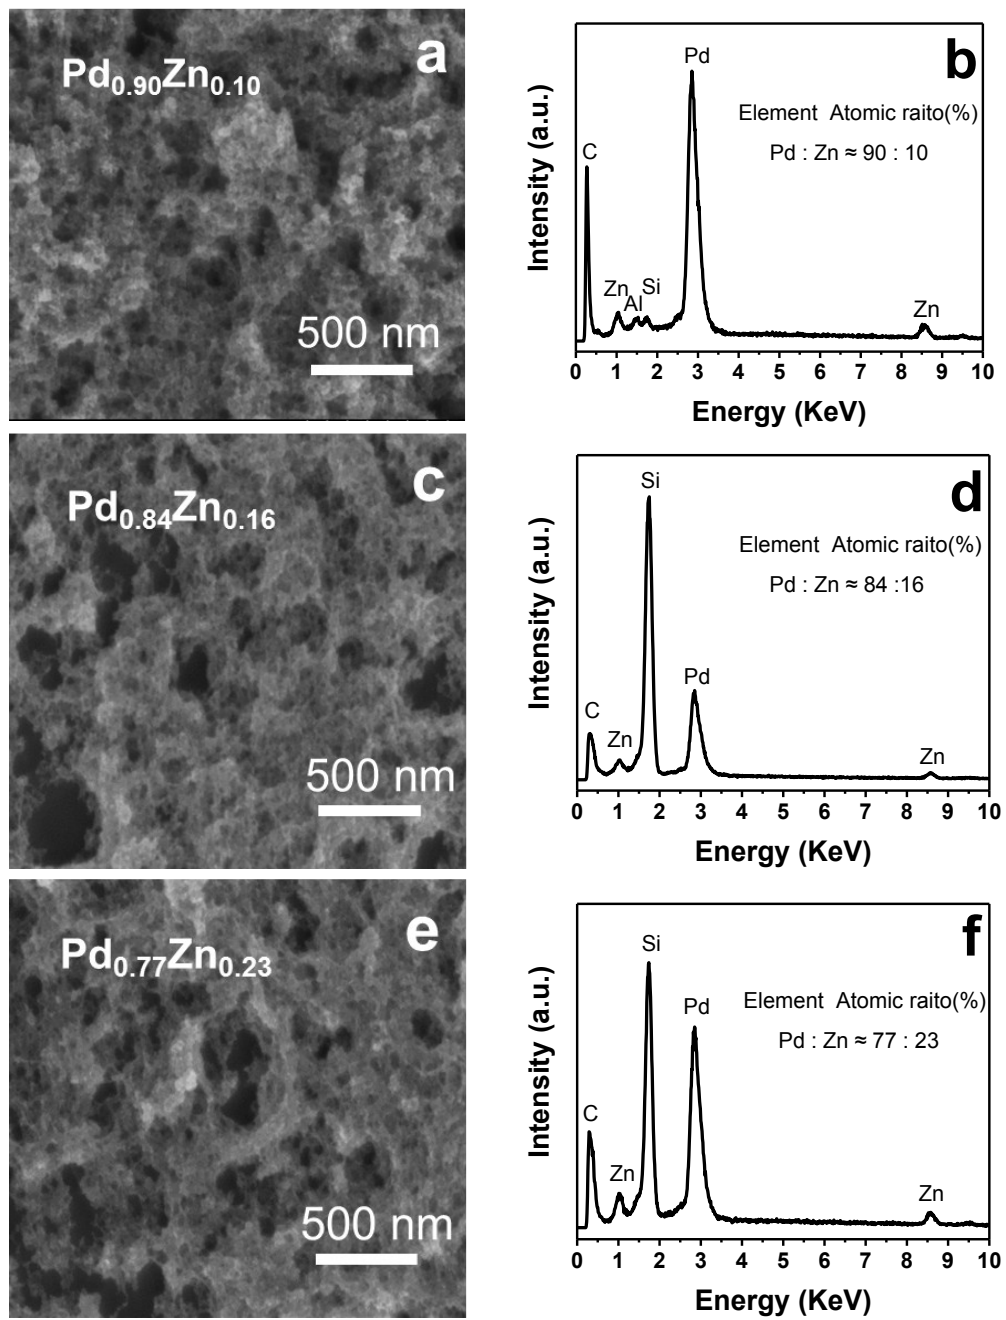 a
Pd0.90Zn0.10
500 nm
b
Pd
Element Atomic raito(%)
Pd : Zn ≈ 90 : 10
C
Zn
Al
Si
Zn
Intensity (a.u.)
0 1 2 3 4 5 6 7 8 9 10
Energy (KeV)
c
Pd0.84Zn0.16
500 nm
d
Si
Element Atomic raito(%)
Pd : Zn ≈ 84 :16
Pd
C
Zn
Zn
Intensity (a.u.)
0 1 2 3 4 5 6 7 8 9 10
Energy (KeV)
e
Pd0.77Zn0.23
500 nm
f
Si
Element Atomic raito(%)
Pd
Pd : Zn ≈ 77 : 23
C
Zn
Zn
Intensity (a.u.)
0 1 2 3 4 5 6 7 8 9 10
Energy (KeV)